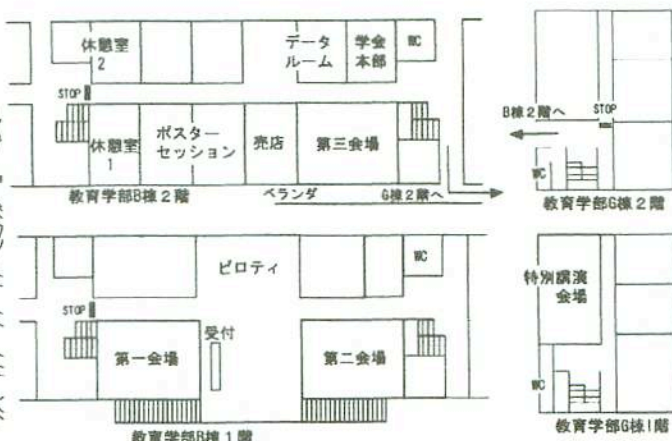 休憩室
2
データ
ルーム
学会
本部
WC
STOP
休憩室
1
ポスター
セッション
売店
第三会場
教育学部B棟2階
ベランダ
G棟2階へ
B棟2階へ
STOP
WC
教育学部G棟2階
ピロティ
WC
STOP
第一会場
受付
第二会場
教育学部B棟1階
特別講演
会場
WC
教育学部G棟1階